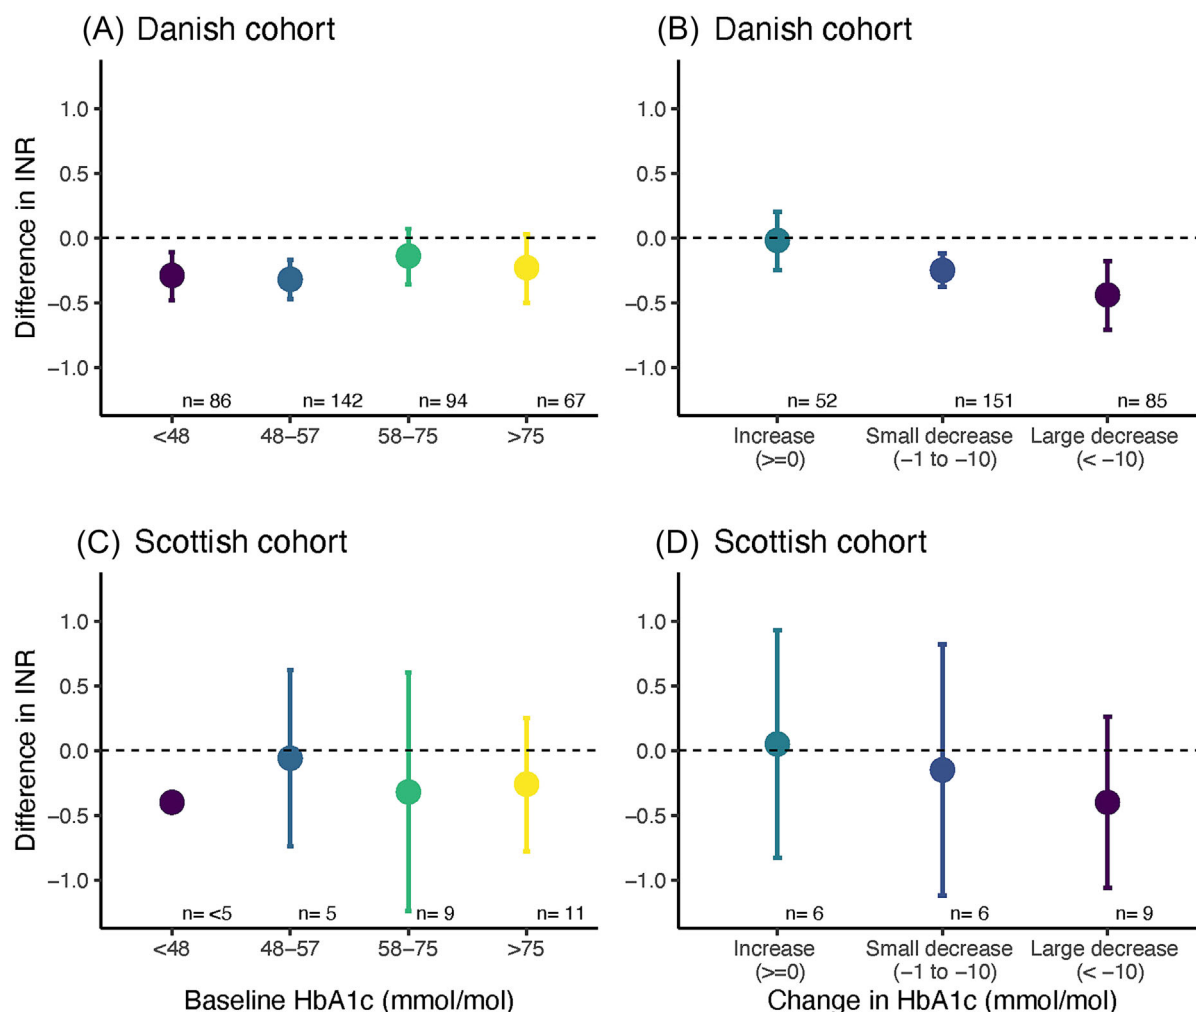 (A) Danish cohort
(B) Danish cohort
Difference in INR
1.0
0.5
0.0
−0.5
−1.0
n= 86 n= 142 n= 94 n= 67
<48 48−57 58−75 >75
1.0
0.5
0.0
−0.5
−1.0
n= 52 n= 151 n= 85
Increase Small decrease Large decrease
(>=0) (−1 to −10) (< −10)
(C) Scottish cohort
(D) Scottish cohort
Difference in INR
1.0
0.5
0.0
−0.5
−1.0
n= <5 n= 5 n= 9 n= 11
<48 48−57 58−75 >75
Baseline HbA1c (mmol/mol)
1.0
0.5
0.0
−0.5
−1.0
n= 6 n= 6 n= 9
Increase Small decrease Large decrease
(>=0) (−1 to −10) (< −10)
Change in HbA1c (mmol/mol)